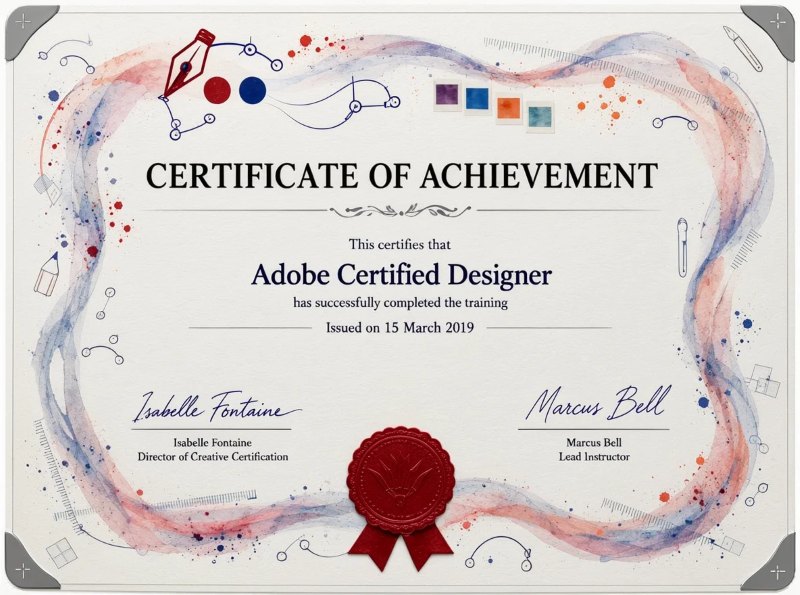 CERTIFICATE OF ACHIEVEMENT
This certifies that
Adobe Certified Designer
has successfully completed the training
Issued on 15 March 2019
Isabelle Fontaine
Marcus Bell
Isabelle Fontaine
Marcus Bell
Director of Creative Certification
Lead Instructor